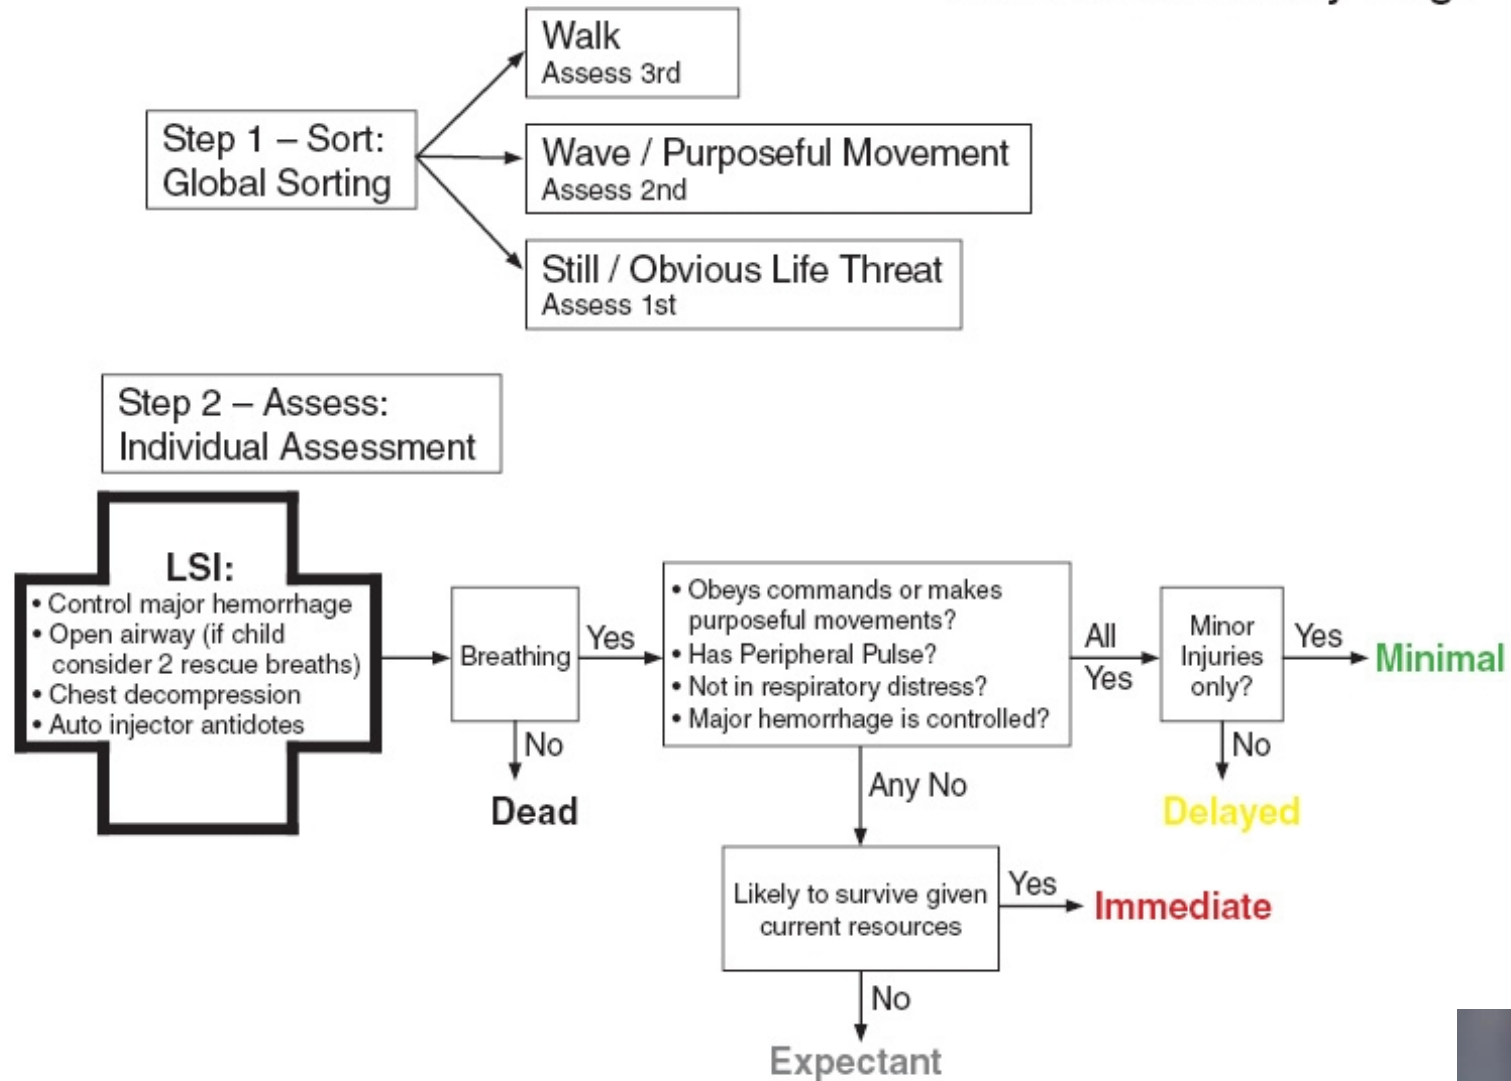 Walk
Assess 3rd
Step 1 – Sort:
Global Sorting
Wave / Purposeful Movement
Assess 2nd
Still / Obvious Life Threat
Assess 1st
Step 2 – Assess:
Individual Assessment
LSI:
• Control major hemorrhage
• Open airway (if child
consider 2 rescue breaths)
• Chest decompression
• Auto injector antidotes
Breathing
Yes
No
Dead
• Obeys commands or makes
purposeful movements?
• Has Peripheral Pulse?
• Not in respiratory distress?
• Major hemorrhage is controlled?
All
Yes
Minor
Injuries
only?
Yes
Minimal
No
Delayed
Any No
Likely to survive given
current resources
Yes
Immediate
No
Expectant